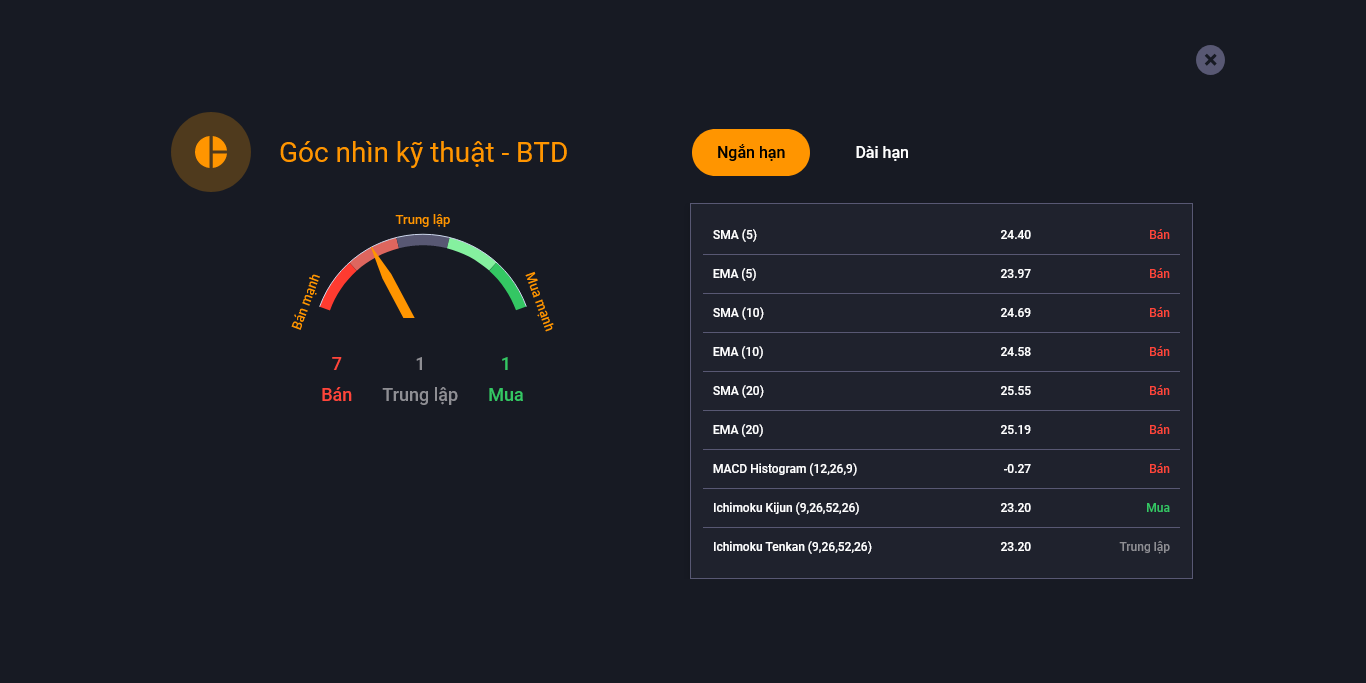 Góc nhìn kỹ thuật - BTD
Ngắn hạn
Dài hạn
Trung lập
Bán mạnh
Mua mạnh
7 1 1
Bán Trung lập Mua
SMA (5) 24.40 Bán
EMA (5) 23.97 Bán
SMA (10) 24.69 Bán
EMA (10) 24.58 Bán
SMA (20) 25.55 Bán
EMA (20) 25.19 Bán
MACD Histogram (12,26,9) -0.27 Bán
Ichimoku Kijun (9,26,52,26) 23.20 Mua
Ichimoku Tenkan (9,26,52,26) 23.20 Trung lập